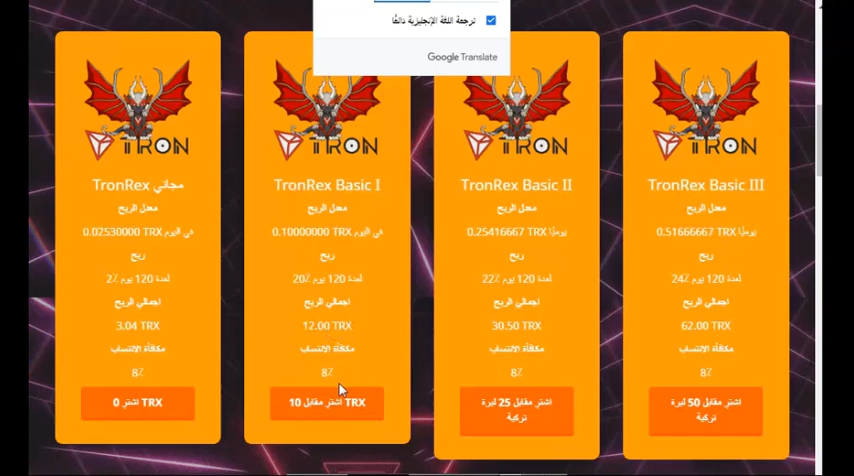 ترجمة اللغة الإنجليزية دائمًا
Google Translate
TRON
TronRex مجاني
معدل الربح
0.02530000 TRX في اليوم
ربح
لمدة 120 يوم 2٪
اجمالي الربح
3.04 TRX
مكافأة الانتساب
8٪
اشترِ 0 TRX
TRON
TronRex Basic I
معدل الربح
0.10000000 TRX في اليوم
ربح
لمدة 120 يوم 20٪
اجمالي الربح
12.00 TRX
مكافأة الانتساب
8٪
اشترِ مقابل 10 TRX
TRON
TronRex Basic II
معدل الربح
0.25416667 TRX يوميًا
ربح
لمدة 120 يوم 22٪
اجمالي الربح
30.50 TRX
مكافأة الانتساب
8٪
اشترِ مقابل 25 ليرة
تركية
TRON
TronRex Basic III
معدل الربح
0.51666667 TRX يوميًا
ربح
لمدة 120 يوم 24٪
اجمالي الربح
62.00 TRX
مكافأة الانتساب
8٪
اشترِ مقابل 50 ليرة
تركية